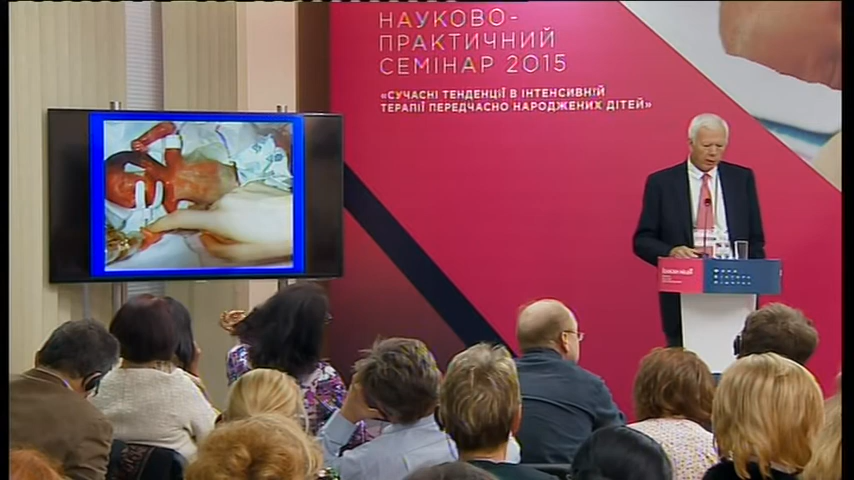 НАУКОВО-
ПРАКТИЧНИЙ
СЕМІНАР 2015
«СУЧАСНІ ТЕНДЕНЦІЇ В ІНТЕНСИВНІЙ
ТЕРАПІЇ ПЕРЕДЧАСНО НАРОДЖЕНИХ ДІТЕЙ»